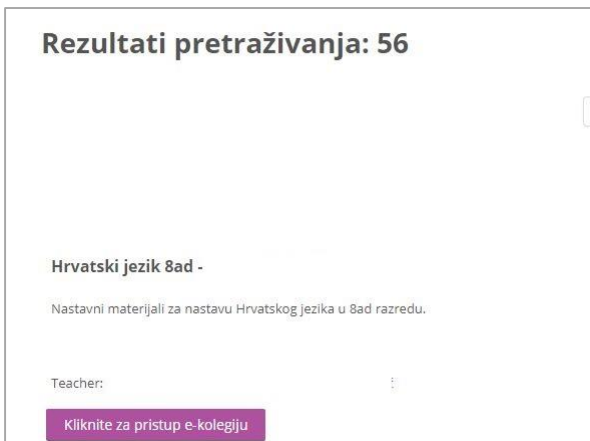 Rezultati pretraživanja: 56
Hrvatski jezik 8ad -
Nastavni materijali za nastavu Hrvatskog jezika u 8ad razredu.
Teacher:
Kliknite za pristup e-kolegiju